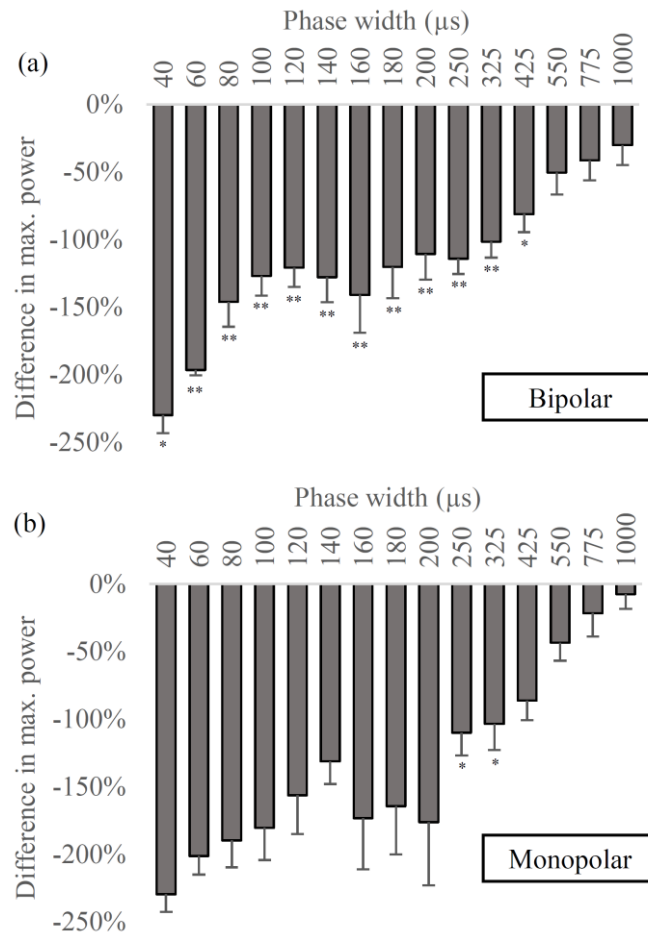 Phase width (µs)
(a)
40 60 80 100 120 140 160 180 200 250 325 425 550 775 1000
0%
-50%
-100%
-150%
-200%
-250%
Difference in max. power
* ** ** ** ** ** ** ** ** ** ** *
Bipolar
Phase width (µs)
(b)
40 60 80 100 120 140 160 180 200 250 325 425 550 775 1000
0%
-50%
-100%
-150%
-200%
-250%
Difference in max. power
* *
Monopolar